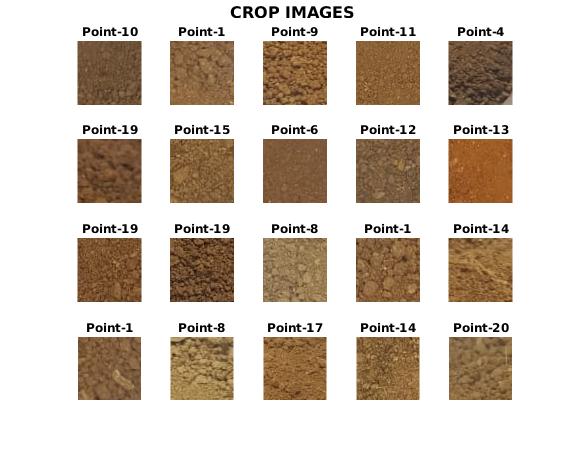 CROP IMAGES
Point-10 Point-1 Point-9 Point-11 Point-4
Point-19 Point-15 Point-6 Point-12 Point-13
Point-19 Point-19 Point-8 Point-1 Point-14
Point-1 Point-8 Point-17 Point-14 Point-20